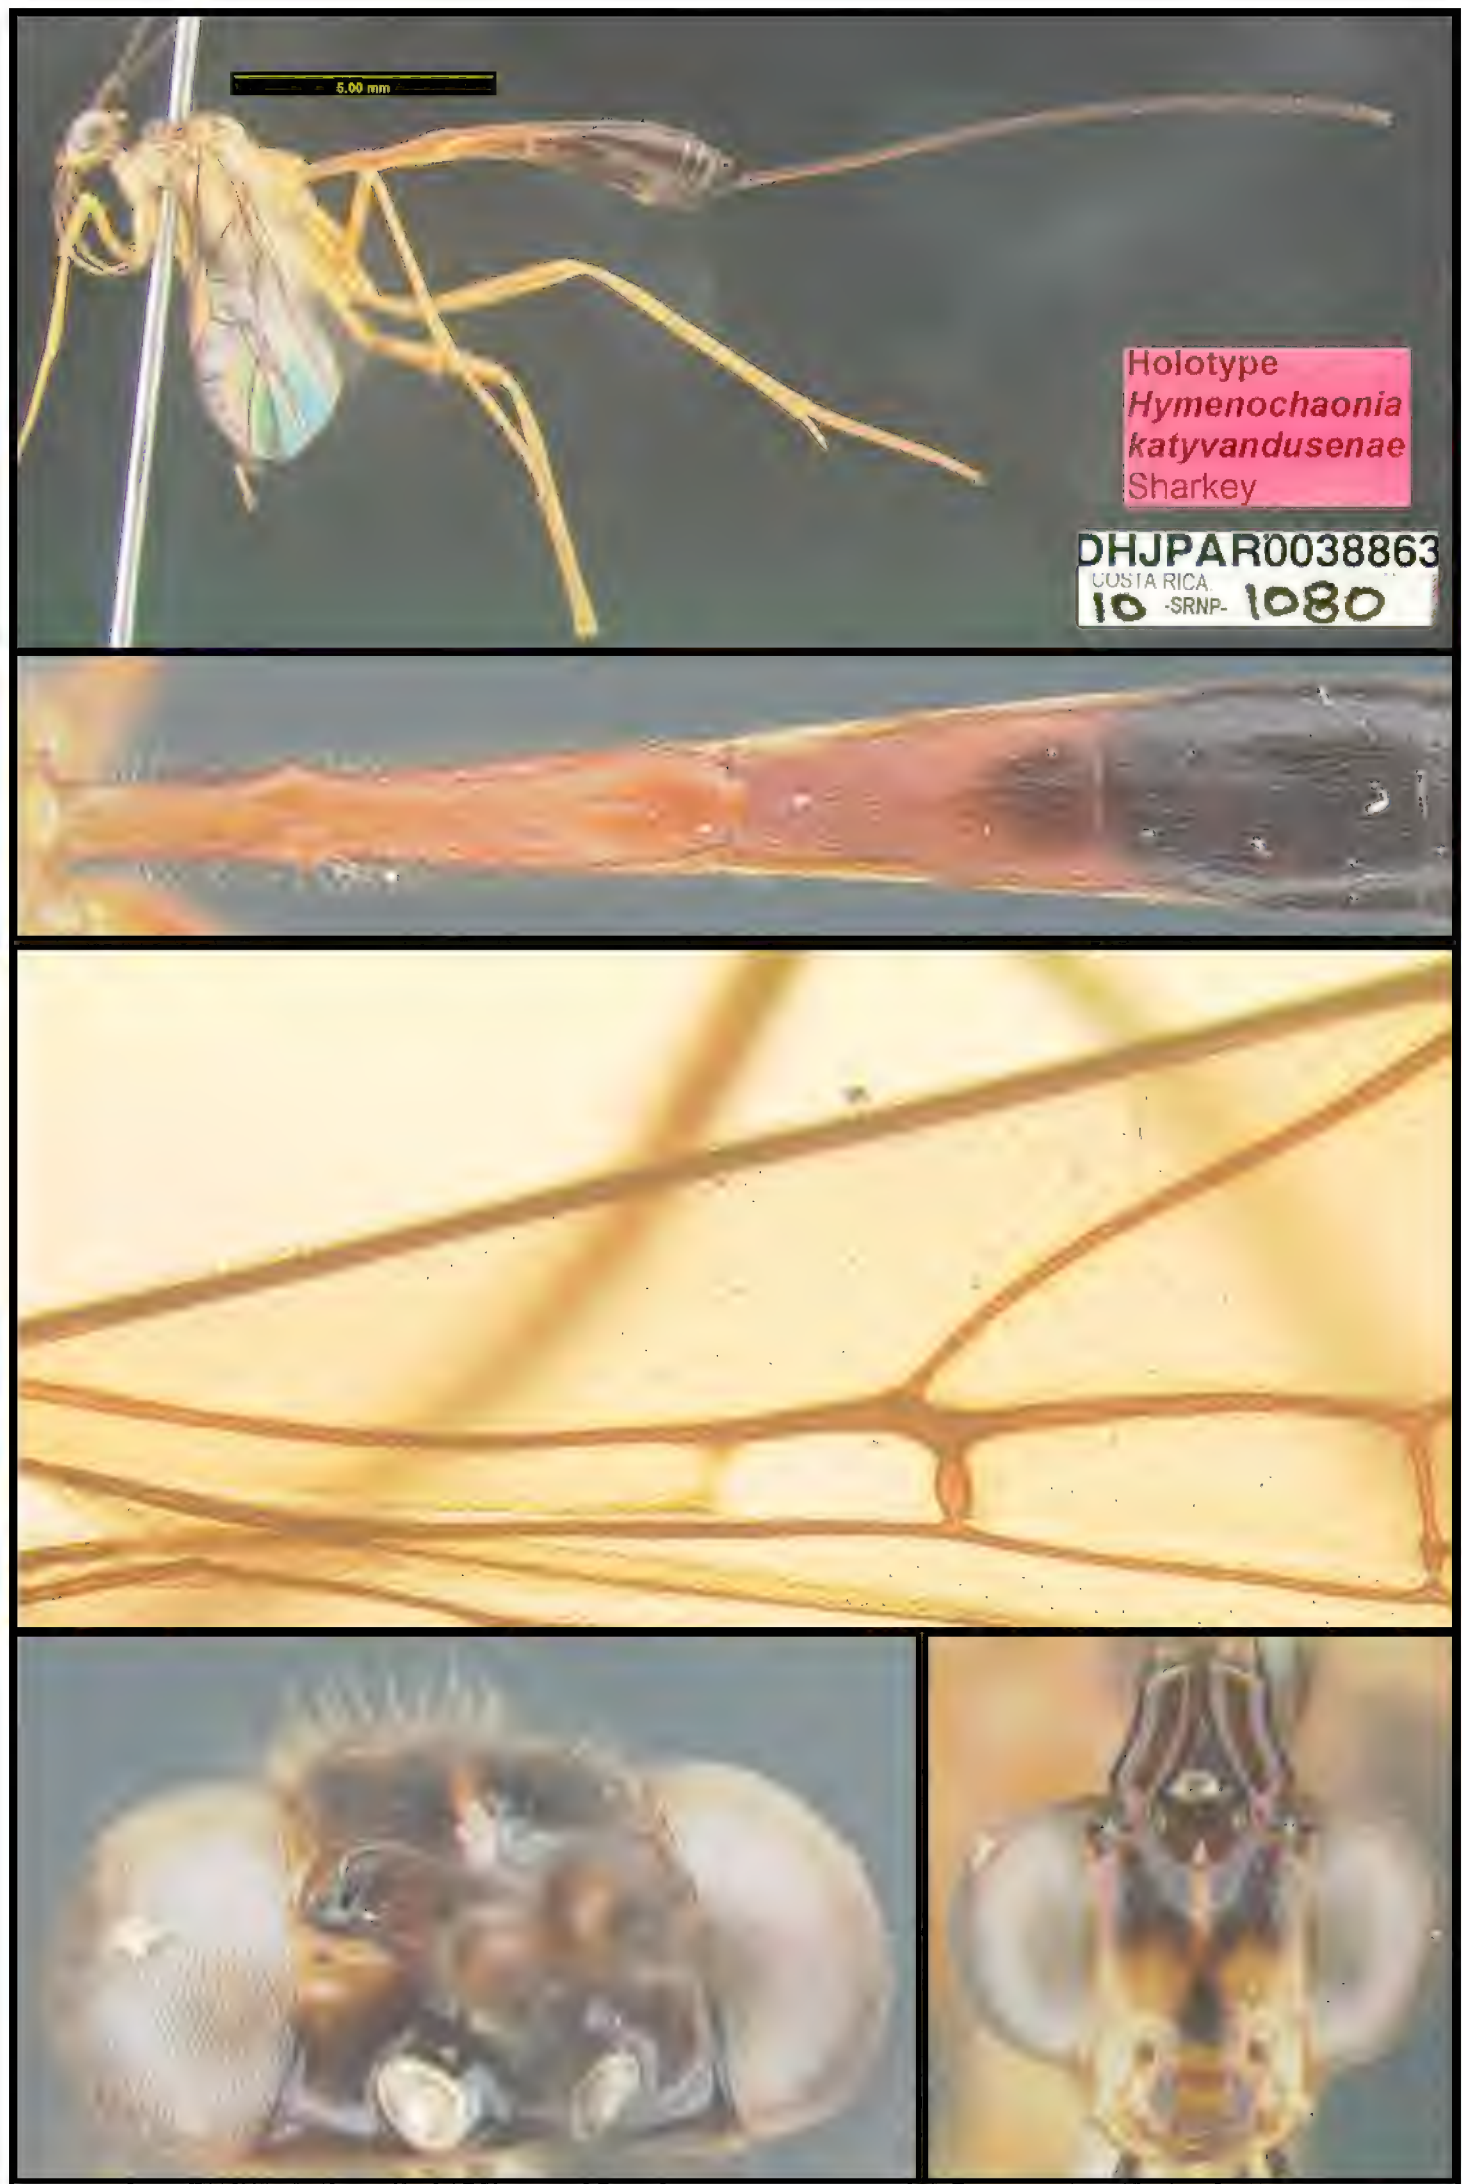 5.00 mm
Holotype
Hymenochaonia
katyvandusenae
Sharkey
DHJPAR0038863
COSTA RICA
10 -SRNP- 1080